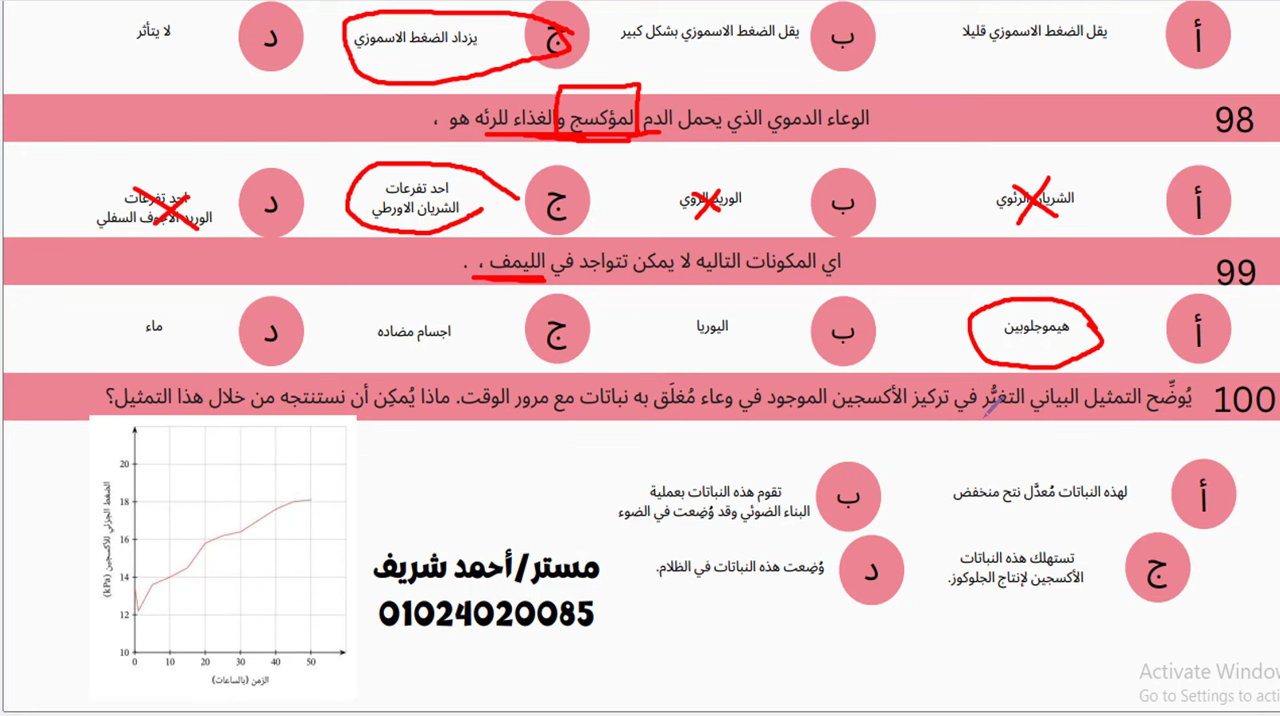 أ
يقل الضغط الاسموزي قليلا
ب
يقل الضغط الاسموزي بشكل كبير
ج
يزداد الضغط الاسموزي
د
لا يتأثر
98
الوعاء الدموي الذي يحمل الدم المؤكسج والغذاء للرئه هو ،
أ
الشريان الرئوي
ب
الوريد الروي
ج
احد تفرعات
الشريان الاورطي
د
احد تفرعات
الوريد الاجوف السفلي
99
اي المكونات التاليه لا يمكن تتواجد في الليمف ، .
أ
هيموجلوبين
ب
اليوريا
ج
اجسام مضاده
د
ماء
100
يُوضِّح التمثيل البياني التغيُّر في تركيز الأكسجين الموجود في وعاء مُغلَق به نباتات مع مرور الوقت. ماذا يُمكِن أن نستنتجه من خلال هذا التمثيل؟
أ
لهذه النباتات مُعدَّل نتح منخفض
ب
تقوم هذه النباتات بعملية
البناء الضوئي وقد وُضِعت في الضوء
ج
تستهلك هذه النباتات
الأكسجين لإنتاج الجلوكوز.
د
وُضِعت هذه النباتات في الظلام.
مستر/أحمد شريف
01024020085
الضغط الجزئي للأكسجين (kPa)
20
18
16
14
12
10
0 10 20 30 40 50
الزمن (بالساعات)
Activate Window
Go to Settings to acti